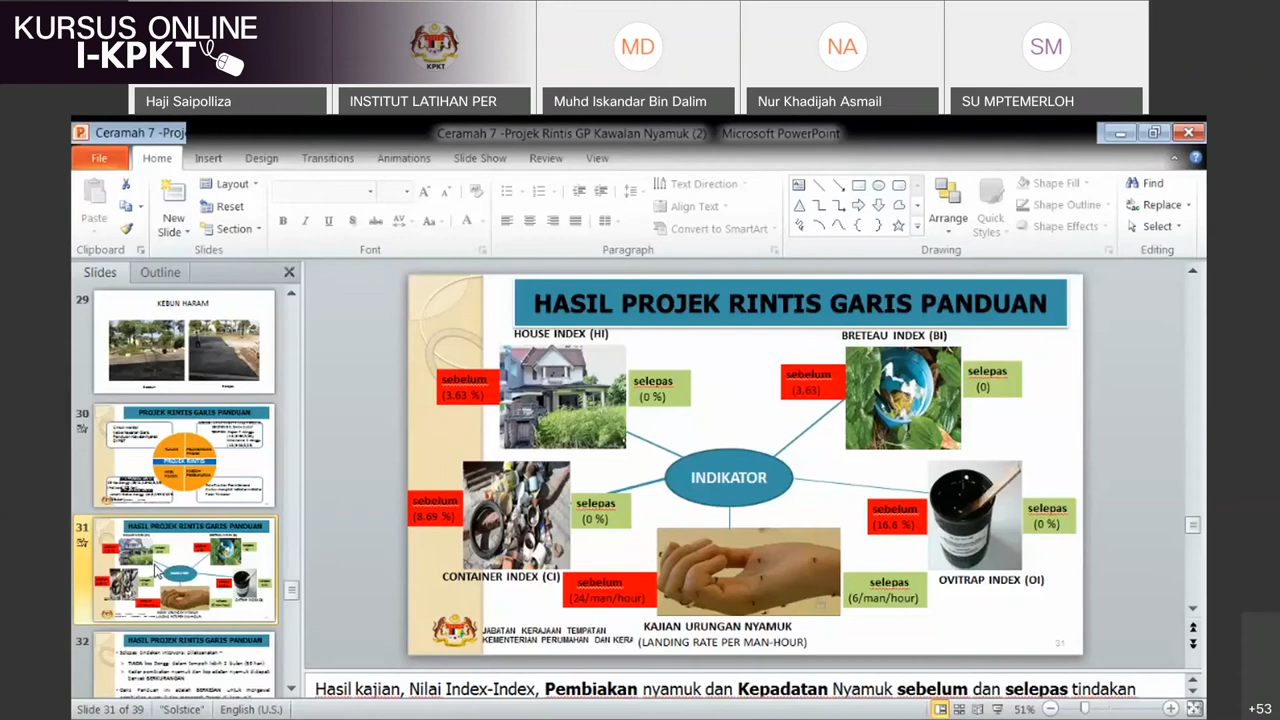 KURSUS ONLINE
I-KPKT
KPKT
MD
NA
SM
Haji Saipolliza
INSTITUT LATIHAN PER
Muhd Iskandar Bin Dalim
Nur Khadijah Asmail
SU MPTEMERLOH
Ceramah 7 -Proj
Ceramah 7 -Projek Rintis GP Kawalan Nyamuk (2) - Microsoft PowerPoint
File
Home
Insert
Design
Transitions
Animations
Slide Show
Review
View
Paste
Clipboard
New
Slide
Layout
Reset
Section
Slides
Font
Text Direction
Align Text
Convert to SmartArt
Paragraph
Arrange
Quick
Styles
Shape Fill
Shape Outline
Shape Effects
Drawing
Find
Replace
Select
Editing
Slides
Outline
29
KEBUN HARAM
30
PROJEK RINTIS GARIS PANDUAN
PROJEK RINTIS
31
HASIL PROJEK RINTIS GARIS PANDUAN
INDIKATOR
32
HASIL PROJEK RINTIS GARIS PANDUAN
HASIL PROJEK RINTIS GARIS PANDUAN
HOUSE INDEX (HI)
sebelum
(3.63 %)
selepas
(0 %)
BRETEAU INDEX (BI)
sebelum
(3.63)
selepas
(0)
INDIKATOR
sebelum
(8.69 %)
selepas
(0 %)
CONTAINER INDEX (CI)
sebelum
(16.6 %)
selepas
(0 %)
OVITRAP INDEX (OI)
sebelum
(24/man/hour)
selepas
(6/man/hour)
KAJIAN URUNGAN NYAMUK
(LANDING RATE PER MAN-HOUR)
JABATAN KERAJAAN TEMPATAN
KEMENTERIAN PERUMAHAN DAN KERA
31
Hasil kajian, Nilai Index-Index, Pembiakan nyamuk dan Kepadatan Nyamuk sebelum dan selepas tindakan
Slide 31 of 39
"Solstice"
English (U.S.)
51%
+53